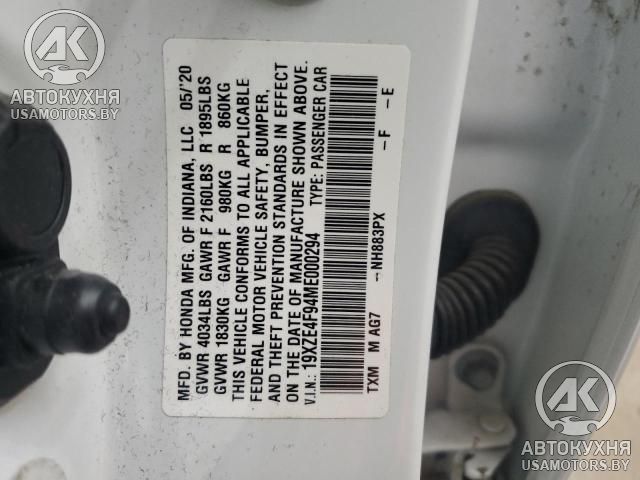 MFD. BY HONDA MFG. OF INDIANA, LLC 05/'20
GVWR 4034LBS GAWR F 2160LBS R 1895LBS
GVWR 1830KG GAWR F 980KG R 860KG
THIS VEHICLE CONFORMS TO ALL APPLICABLE
FEDERAL MOTOR VEHICLE SAFETY, BUMPER,
AND THEFT PREVENTION STANDARDS IN EFFECT
ON THE DATE OF MANUFACTURE SHOWN ABOVE.
V.I.N.: 19XZE4F94ME000294 TYPE: PASSENGER CAR
TXM M AG7 – NH883PX – F – E
АК
АВТОКУХНЯ
USAMOTORS.BY
АК
АВТОКУХНЯ
USAMOTORS.BY